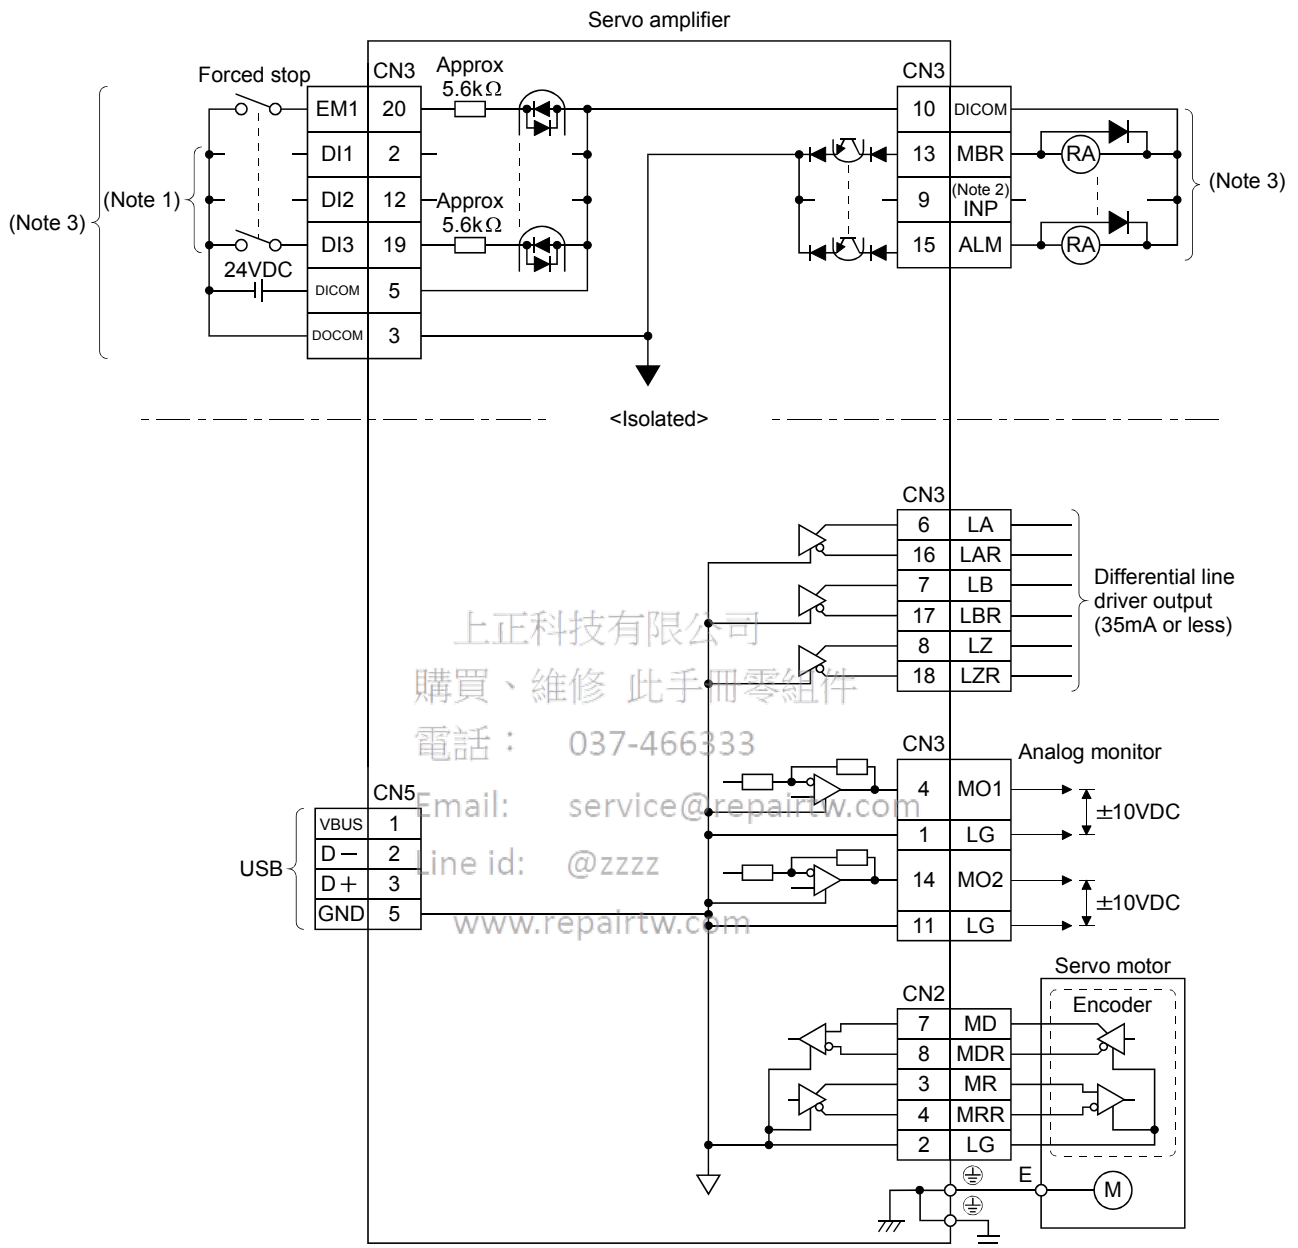 Servo amplifier
Forced stop
CN3
Approx
5.6kΩ
CN3
EM1 20
10 DICOM
DI1 2
13 MBR RA
(Note 1)
DI2 12
Approx
5.6kΩ
9 (Note 2)
INP
(Note 3)
(Note 3)
DI3 19
15 ALM RA
24VDC
DICOM 5
DOCOM 3
<Isolated>
CN3
6 LA
16 LAR
7 LB
17 LBR
8 LZ
18 LZR
Differential line
driver output
(35mA or less)
上正科技有限公司
購買、維修 此手冊零組件
電話： 037-466333
Email: service@repairtw.com
Line id: @zzzz
www.repairtw.com
CN3
Analog monitor
4 MO1
±10VDC
1 LG
14 MO2
±10VDC
11 LG
CN5
VBUS 1
D− 2
USB
D+ 3
GND 5
Servo motor
Encoder
CN2
7 MD
8 MDR
3 MR
4 MRR
2 LG
E
M